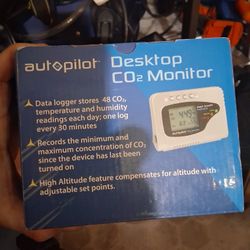 autopilot™ Desktop
CO₂ Monitor
Data logger stores 48 CO₂,
temperature and humidity
readings each day; one log
every 30 minutes
Records the minimum and
maximum concentration of CO₂
since the device has last been
turned on
High Altitude feature compensates for altitude with
adjustable set points.